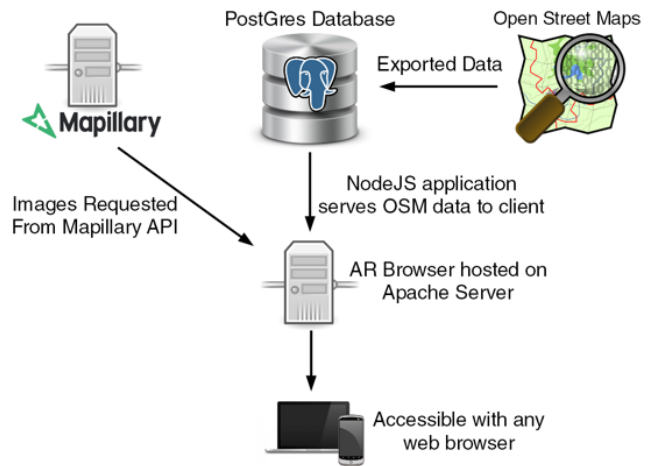 PostGres Database
Open Street Maps
Exported Data
Mapillary
Images Requested
From Mapillary API
NodeJS application
serves OSM data to client
AR Browser hosted on
Apache Server
Accessible with any
web browser